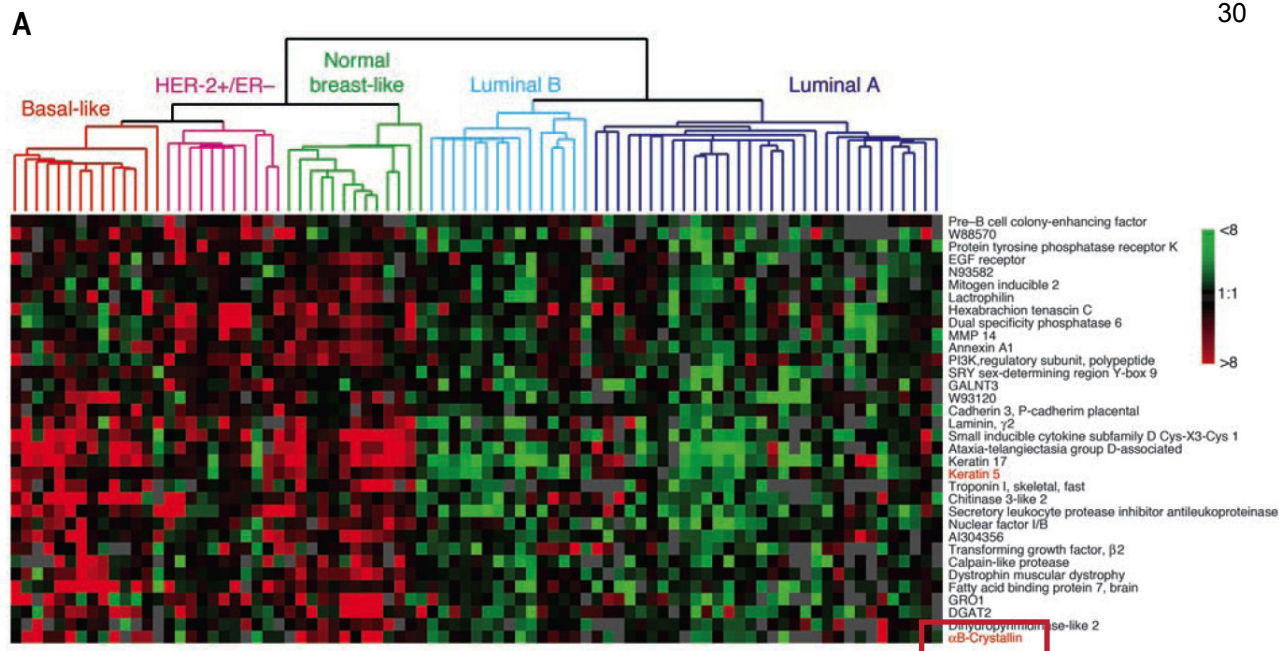 A
30
Basal-like
HER-2+/ER–
Normal
breast-like
Luminal B
Luminal A
Pre–B cell colony-enhancing factor
W88570
Protein tyrosine phosphatase receptor K
EGF receptor
N93582
Mitogen inducible 2
Lactrophilin
Hexabrachion tenascin C
Dual specificity phosphatase 6
MMP 14
Annexin A1
PI3K,regulatory subunit, polypeptide
SRY sex-determining region Y-box 9
GALNT3
W93120
Cadherin 3, P-cadherim placental
Laminin, γ2
Small inducible cytokine subfamily D Cys-X3-Cys 1
Ataxia-telangiectasia group D-associated
Keratin 17
Keratin 5
Troponin I, skeletal, fast
Chitinase 3-like 2
Secretory leukocyte protease inhibitor antileukoproteinase
Nuclear factor I/B
AI304356
Transforming growth factor, β2
Calpain-like protease
Dystrophin muscular dystrophy
Fatty acid binding protein 7, brain
GRO1
DGAT2
Dihydropyrimidinase-like 2
αB-Crystallin
<8
1:1
>8